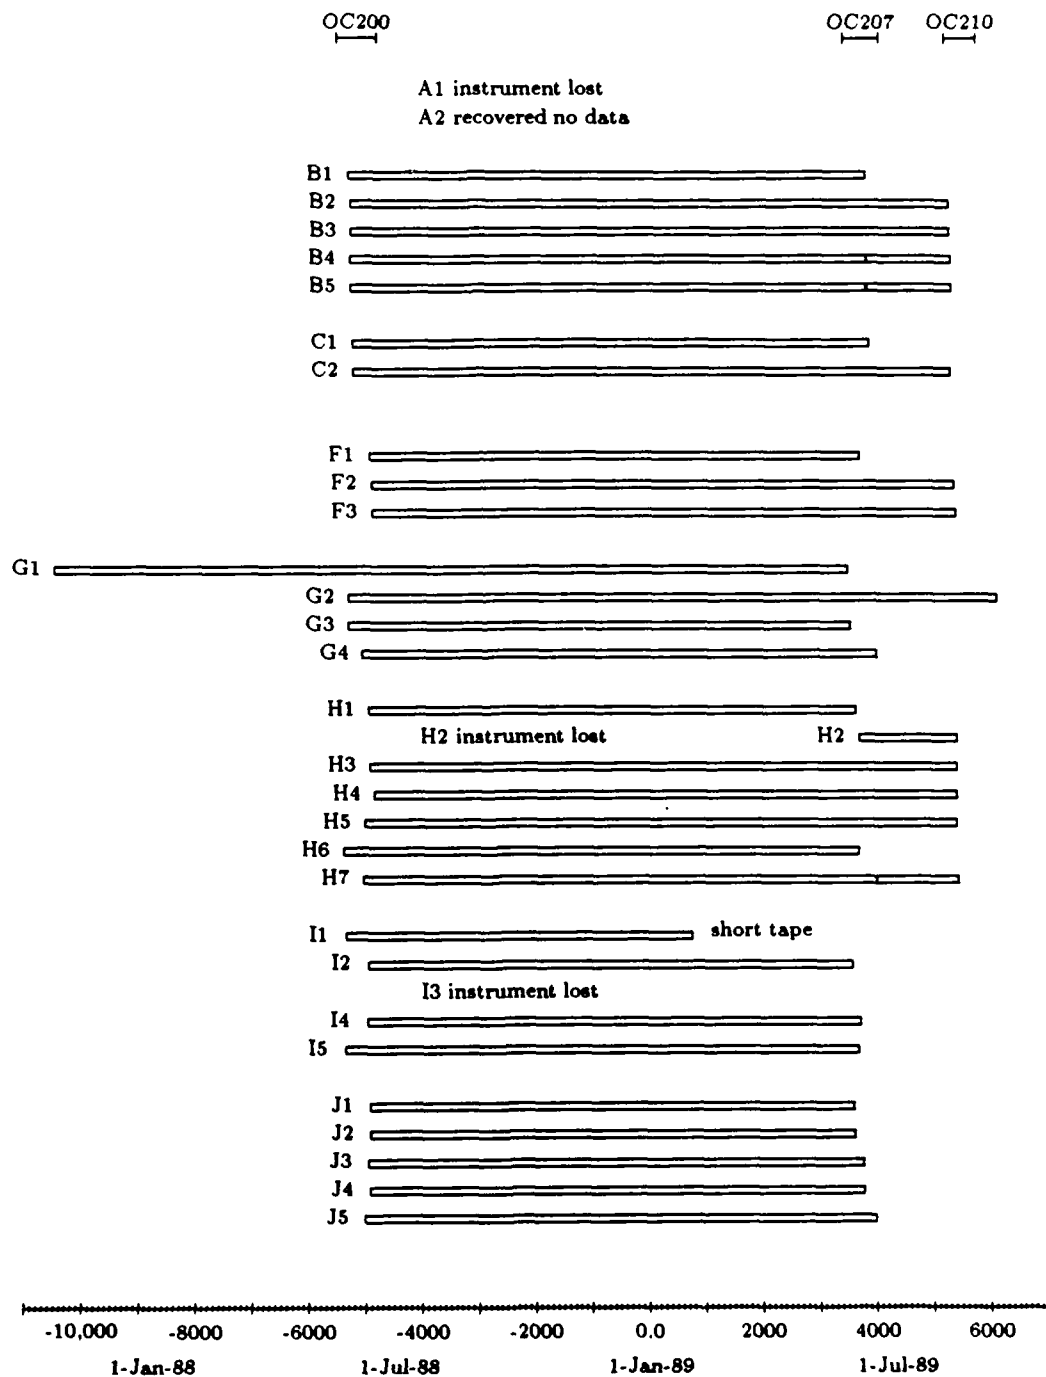 OC200 OC207 OC210
A1 instrument lost
A2 recovered no data
B1
B2
B3
B4
B5
C1
C2
F1
F2
F3
G1
G2
G3
G4
H1
H2 instrument lost H2
H3
H4
H5
H6
H7
I1 short tape
I2
I3 instrument lost
I4
I5
J1
J2
J3
J4
J5
-10,000 -8000 -6000 -4000 -2000 0.0 2000 4000 6000
1-Jan-88 1-Jul-88 1-Jan-89 1-Jul-89